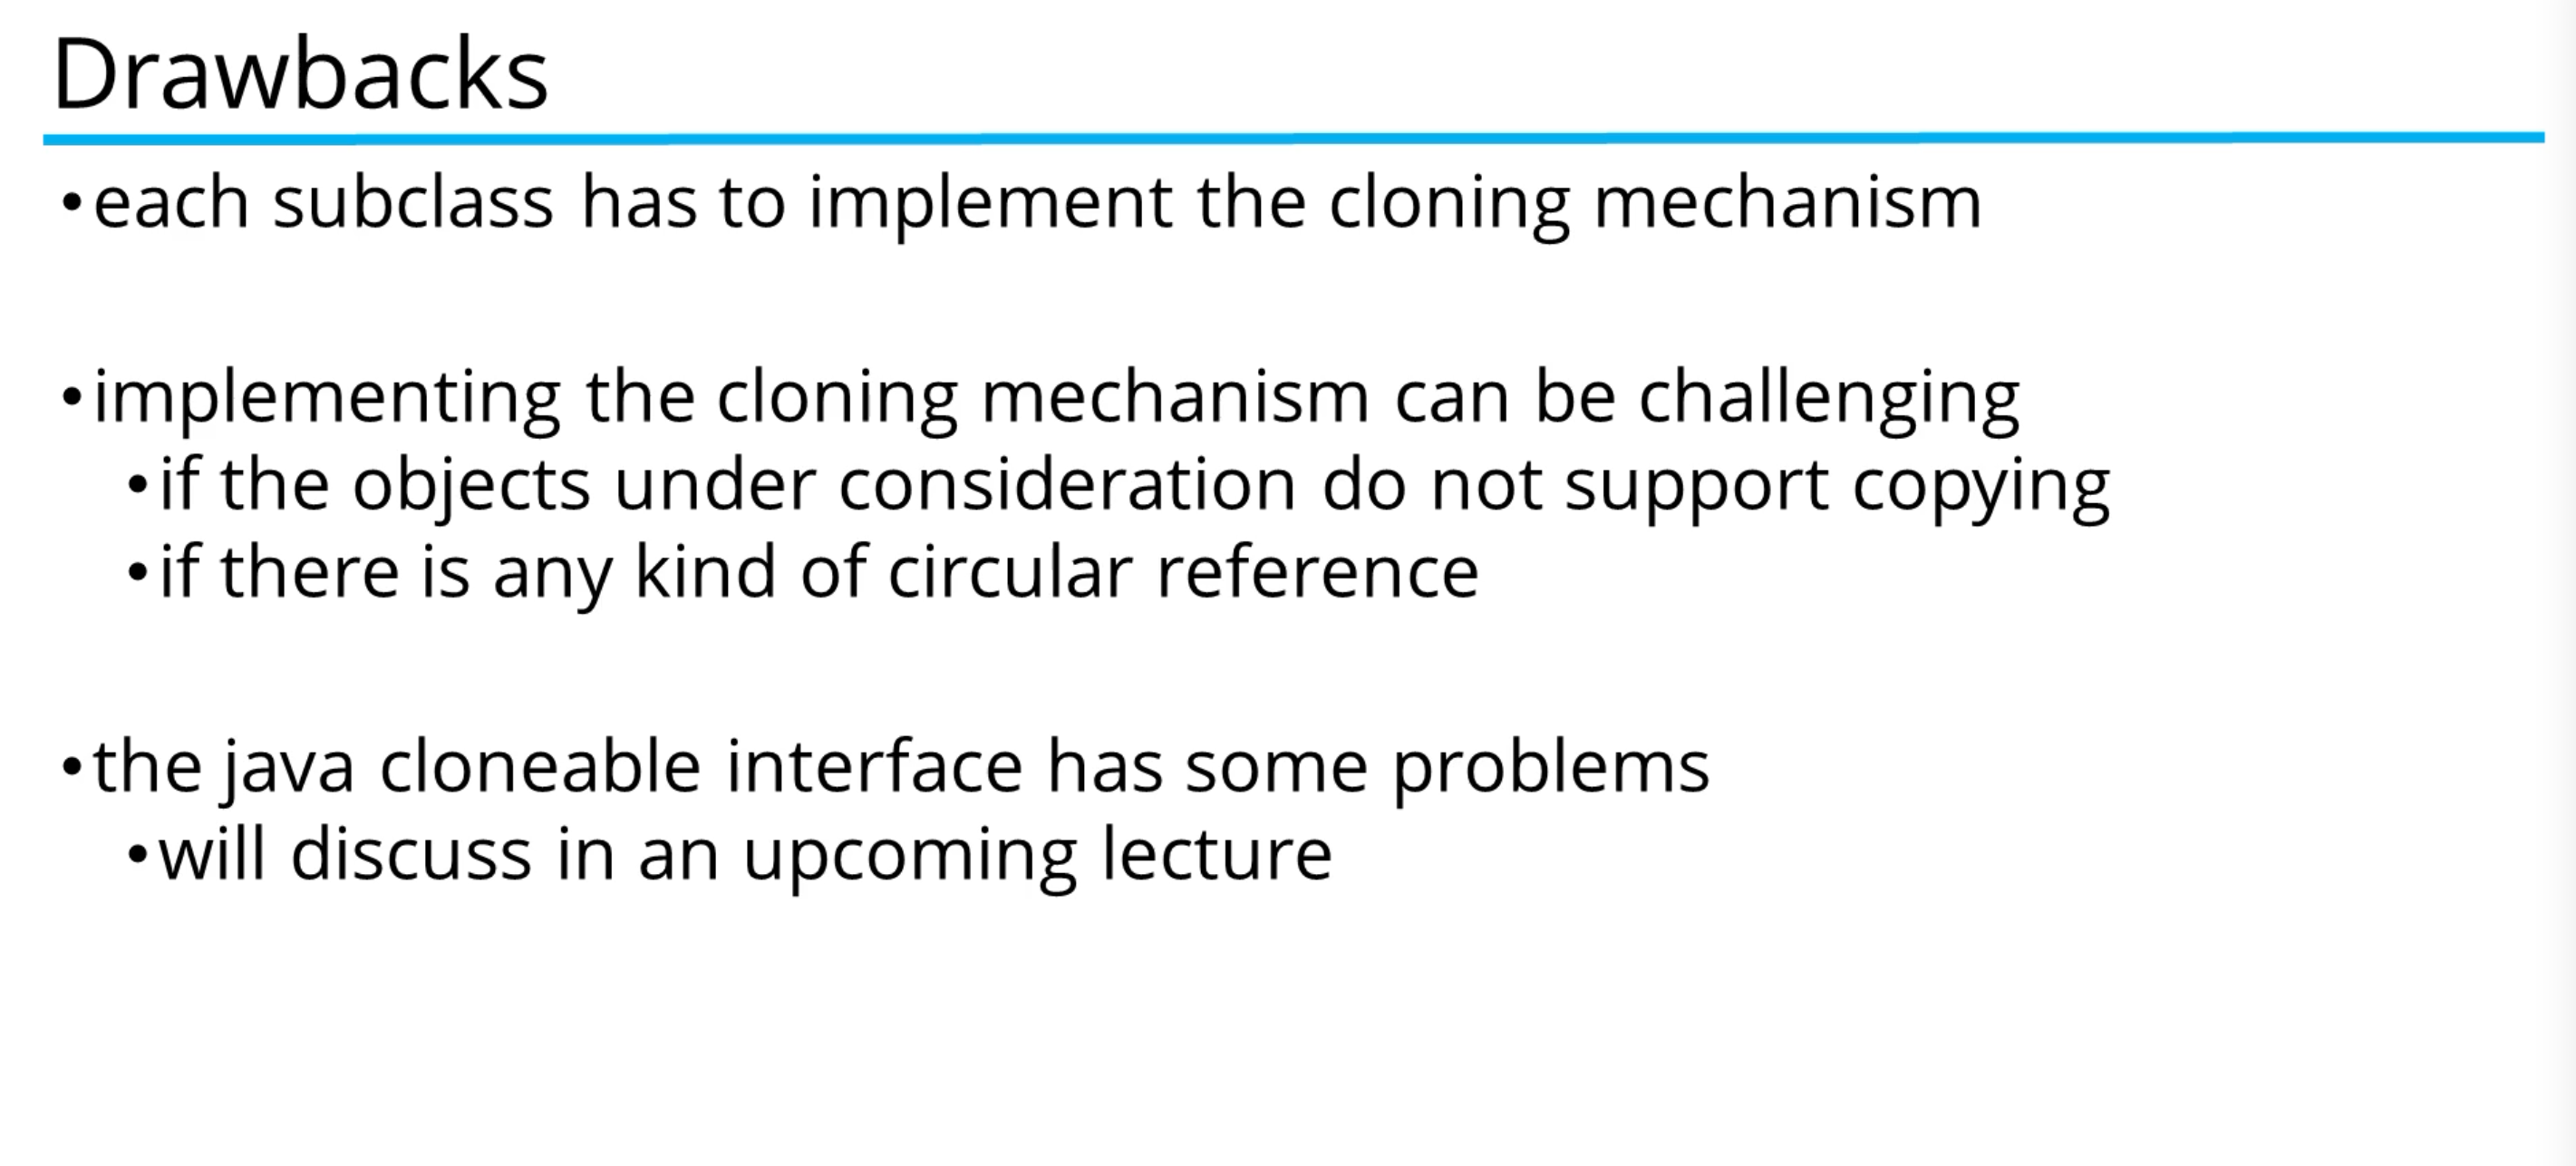 Drawbacks
•each subclass has to implement the cloning mechanism
•implementing the cloning mechanism can be challenging
•if the objects under consideration do not support copying
•if there is any kind of circular reference
•the java cloneable interface has some problems
•will discuss in an upcoming lecture